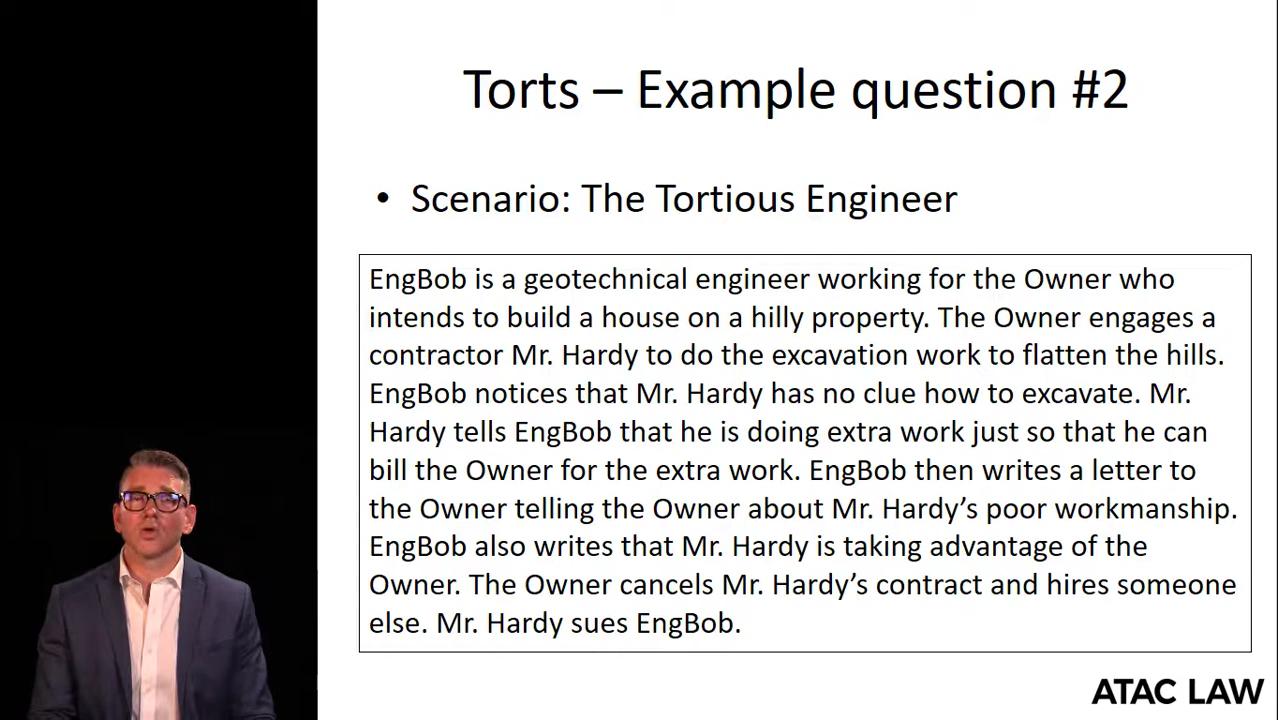 Torts – Example question #2
• Scenario: The Tortious Engineer
EngBob is a geotechnical engineer working for the Owner who
intends to build a house on a hilly property. The Owner engages a
contractor Mr. Hardy to do the excavation work to flatten the hills.
EngBob notices that Mr. Hardy has no clue how to excavate. Mr.
Hardy tells EngBob that he is doing extra work just so that he can
bill the Owner for the extra work. EngBob then writes a letter to
the Owner telling the Owner about Mr. Hardy’s poor workmanship.
EngBob also writes that Mr. Hardy is taking advantage of the
Owner. The Owner cancels Mr. Hardy’s contract and hires someone
else. Mr. Hardy sues EngBob.
ATAC LAW